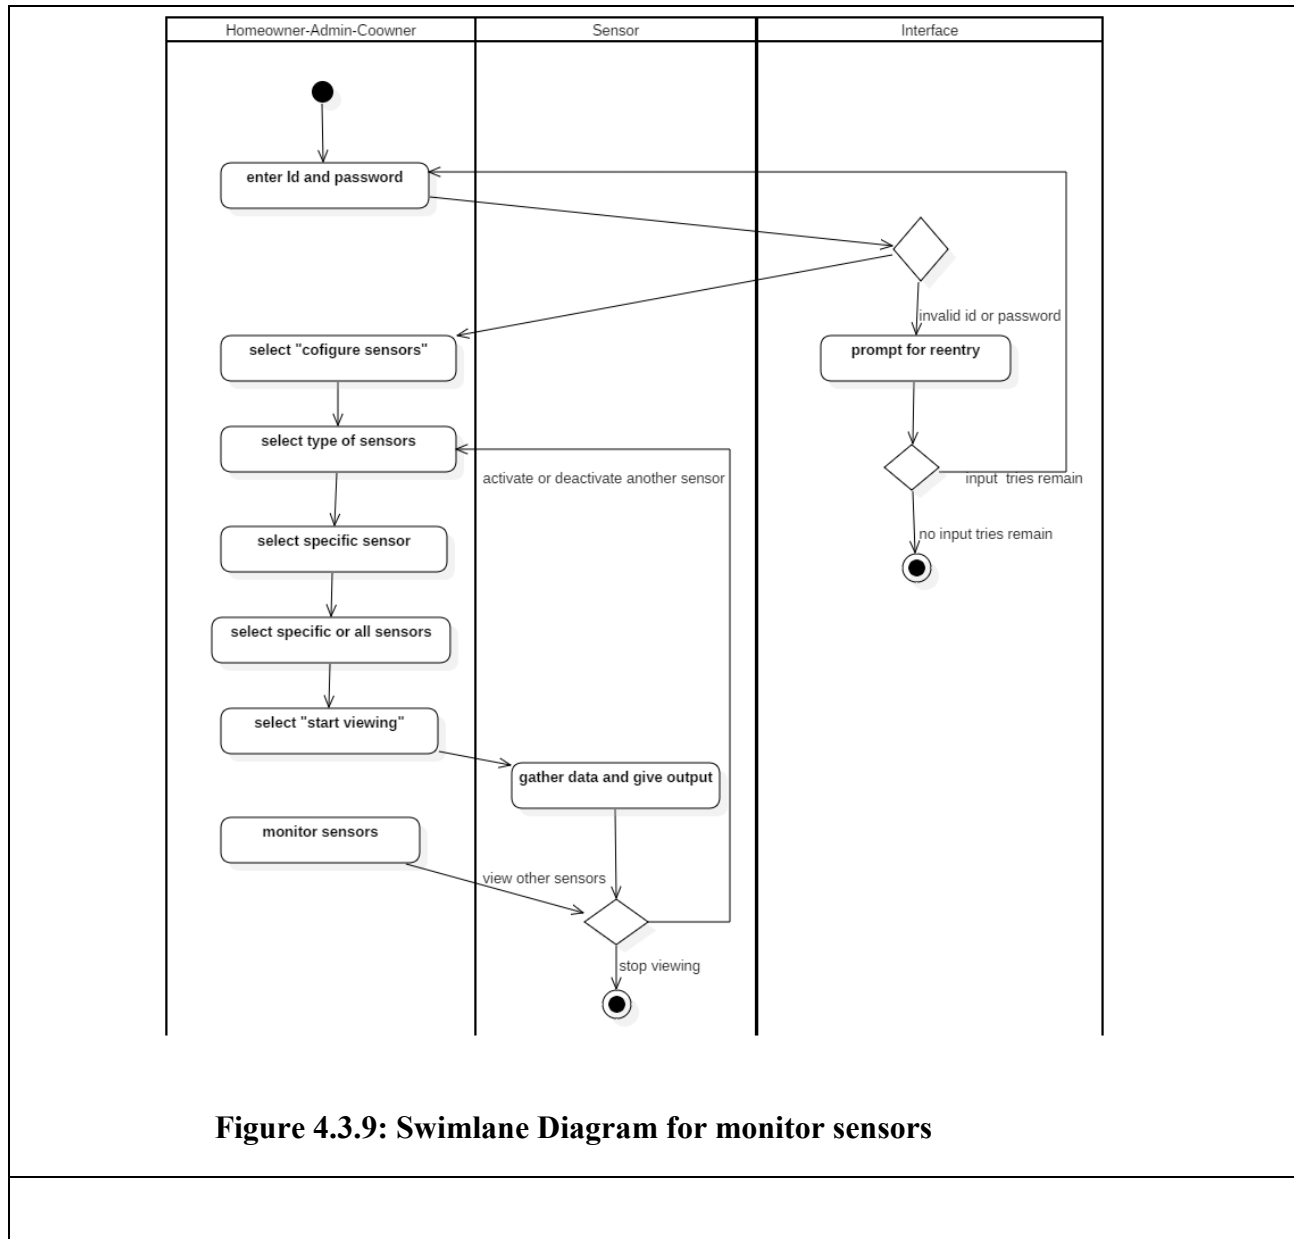 Homeowner-Admin-Coowner
Sensor
Interface
enter Id and password
invalid id or password
select "cofigure sensors"
prompt for reentry
select type of sensors
activate or deactivate another sensor
input tries remain
select specific sensor
no input tries remain
select specific or all sensors
select "start viewing"
gather data and give output
monitor sensors
view other sensors
stop viewing
Figure 4.3.9: Swimlane Diagram for monitor sensors